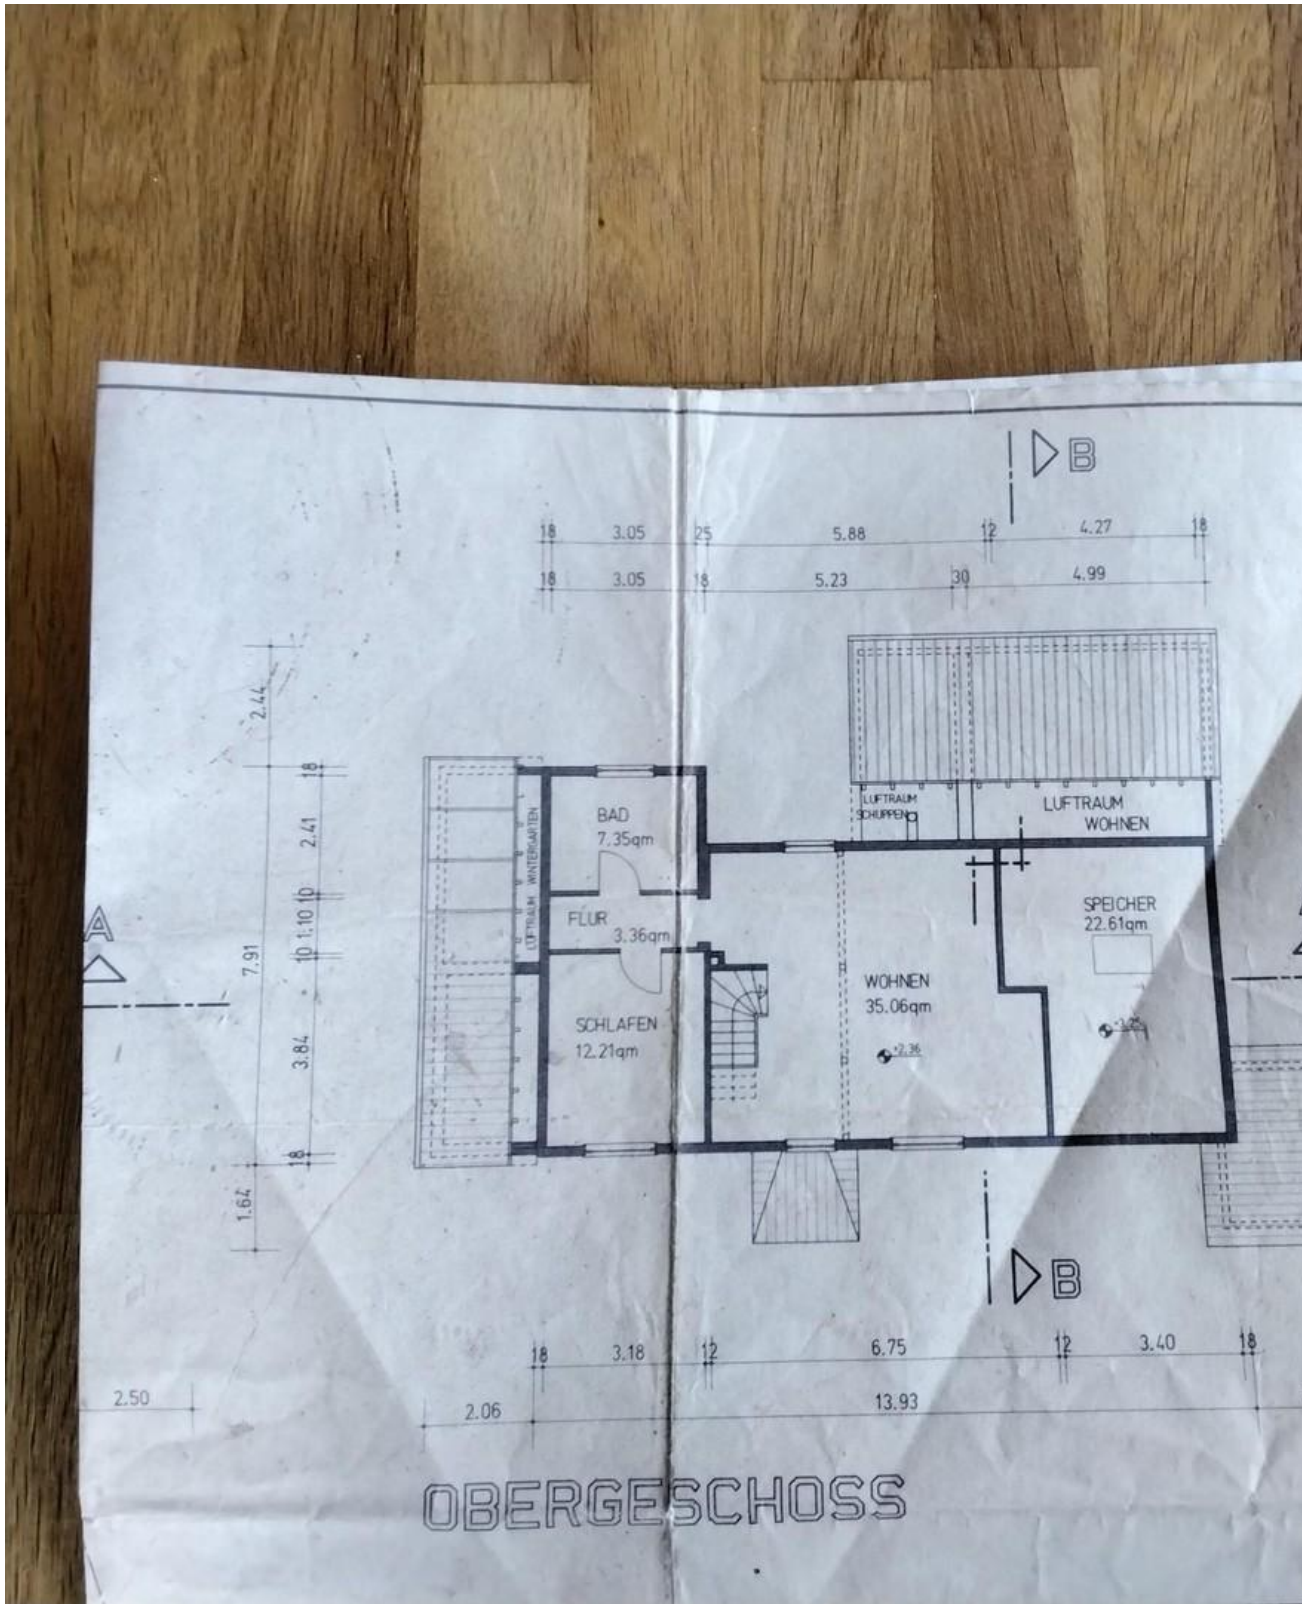 B
18 3.05 25 5.88 12 4.27 18
18 3.05 18 5.23 30 4.99
2.44
18
2.41
10
1.10
10
7.91
3.84
18
1.64
A
LUFTRAUM WINTERGARTEN
BAD
7.35qm
FLUR
3.36qm
SCHLAFEN
12.21qm
LUFTRAUM
SCHUPPEN
LUFTRAUM
WOHNEN
WOHNEN
35.06qm
+2.36
SPEICHER
22.61qm
B
18 3.18 12 6.75 12 3.40 18
2.50 2.06 13.93
OBERGESCHOSS